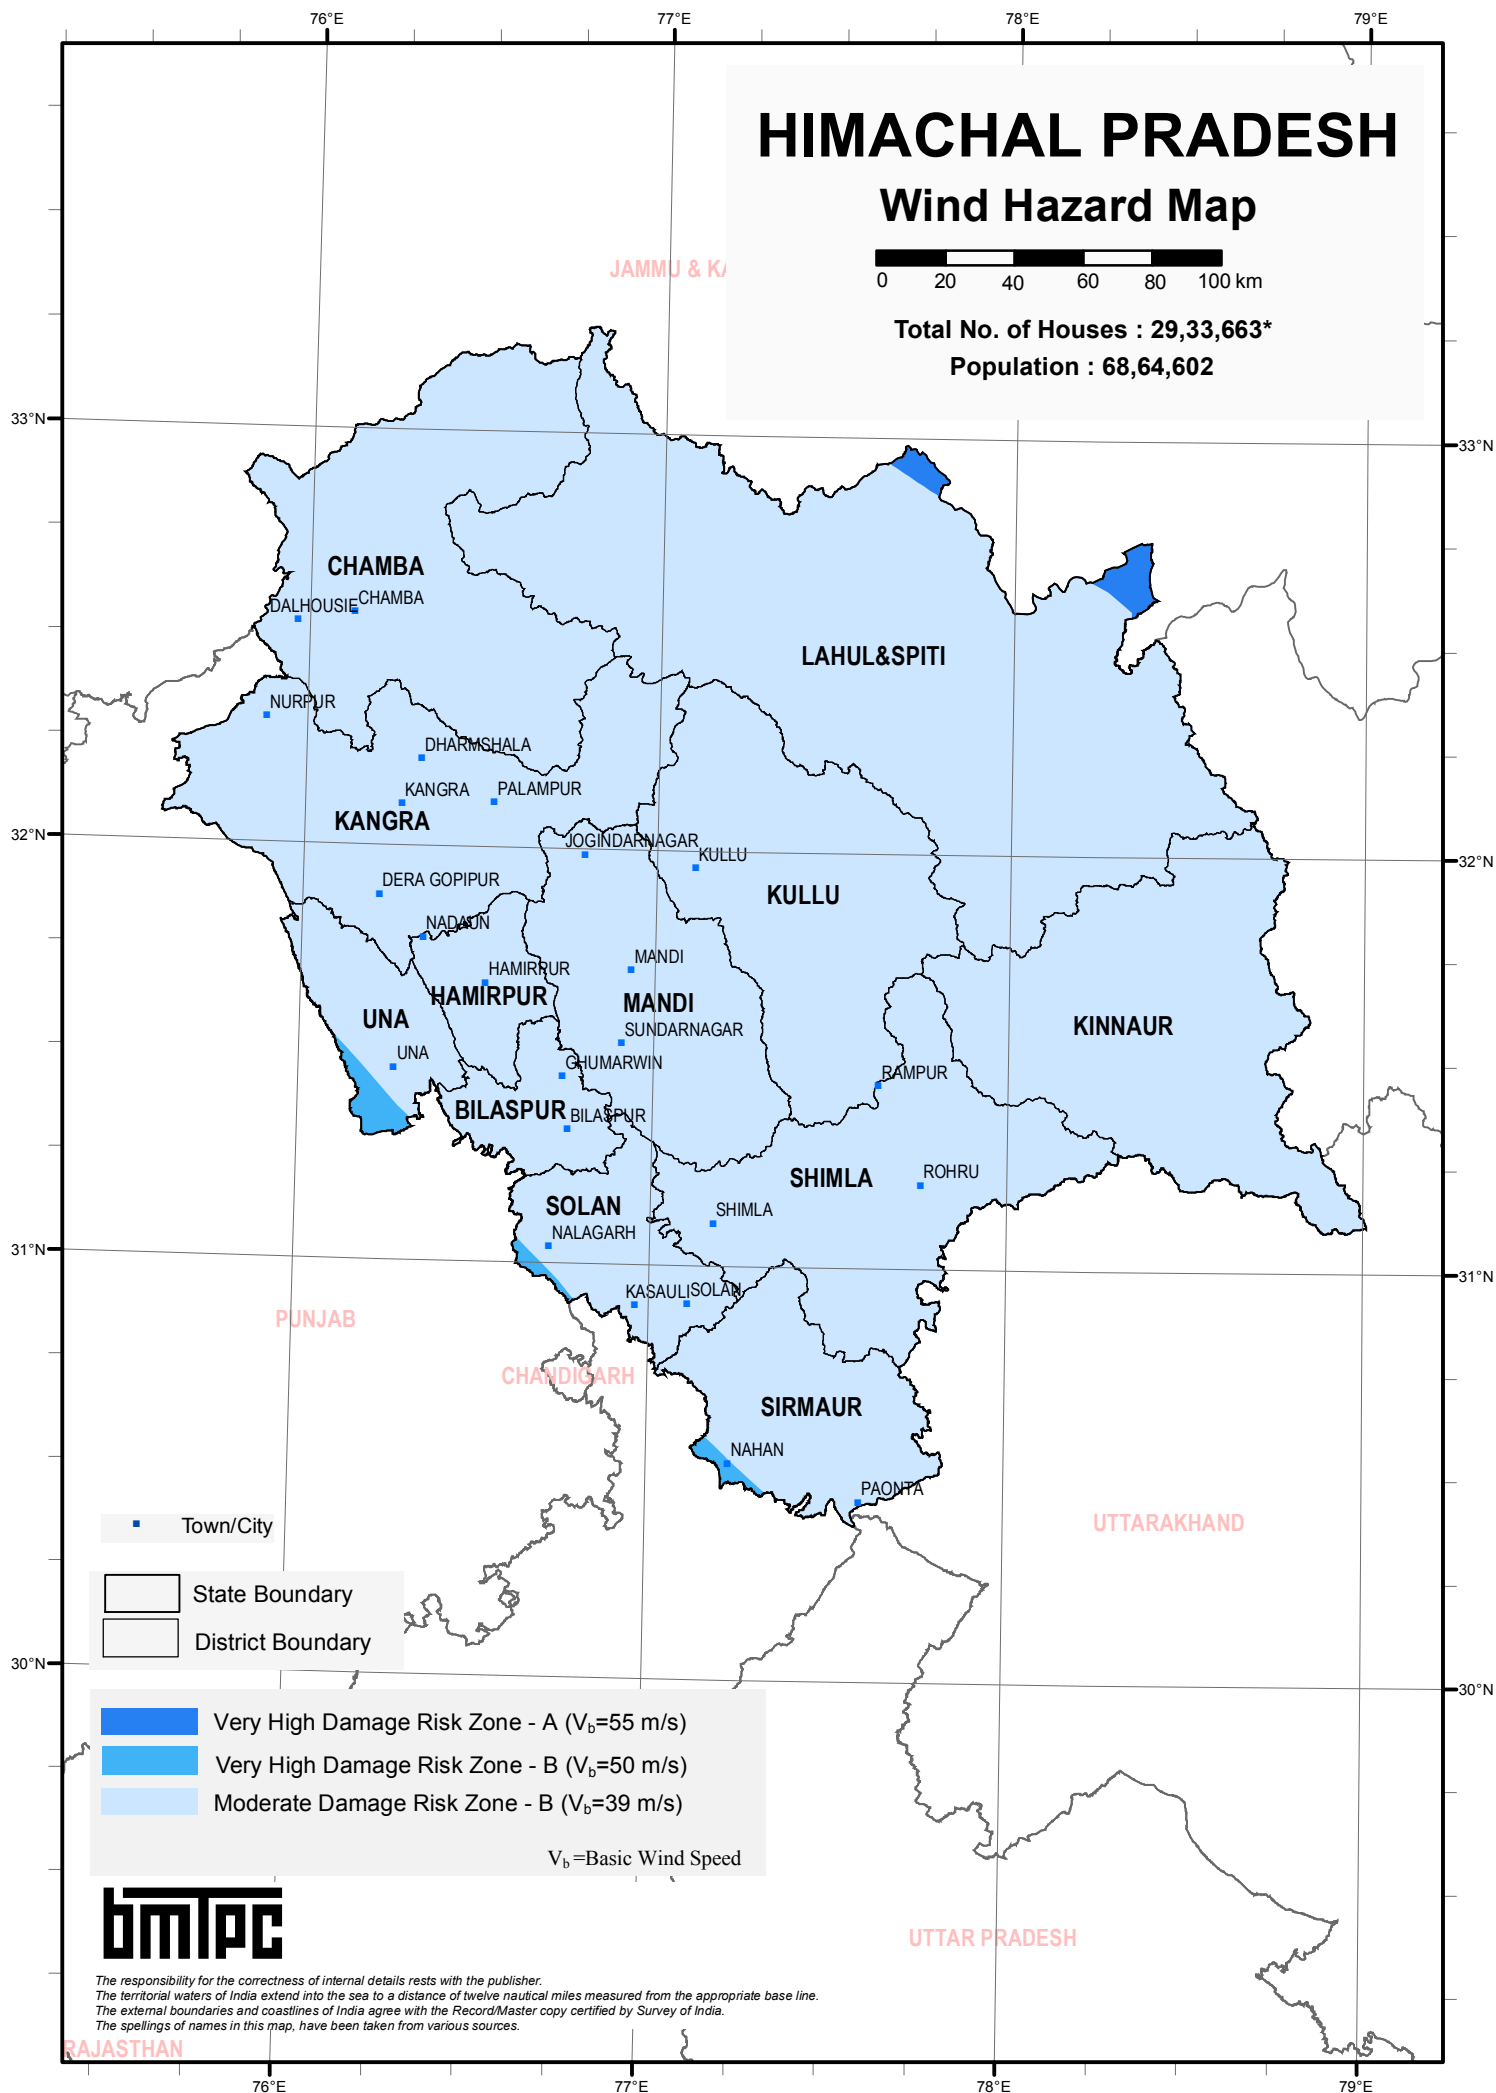 76°E 77°E 78°E 79°E
HIMACHAL PRADESH
Wind Hazard Map
0 20 40 60 80 100 km
Total No. of Houses : 29,33,663*
Population : 68,64,602
JAMMU & KA
33°N
33°N
CHAMBA
DALHOUSIE
CHAMBA
LAHUL&SPITI
NURPUR
DHARMSHALA
KANGRA
PALAMPUR
KANGRA
32°N
32°N
JOGINDARNAGAR
KULLU
DERA GOPIPUR
KULLU
NADAUN
HAMIRPUR
MANDI
HAMIRPUR
MANDI
UNA
KINNAUR
SUNDARNAGAR
UNA
GHUMARWIN
RAMPUR
BILASPUR
BILASPUR
SHIMLA
ROHRU
SOLAN
SHIMLA
NALAGARH
31°N
31°N
KASAULI
SOLAN
PUNJAB
CHANDIGARH
SIRMAUR
NAHAN
PAONTA
UTTARAKHAND
Town/City
State Boundary
District Boundary
30°N
30°N
Very High Damage Risk Zone - A (Vb=55 m/s)
Very High Damage Risk Zone - B (Vb=50 m/s)
Moderate Damage Risk Zone - B (Vb=39 m/s)
Vb =Basic Wind Speed
bmTpc
UTTAR PRADESH
The responsibility for the correctness of internal details rests with the publisher.
The territorial waters of India extend into the sea to a distance of twelve nautical miles measured from the appropriate base line.
The external boundaries and coastlines of India agree with the Record/Master copy certified by Survey of India.
The spellings of names in this map, have been taken from various sources.
RAJASTHAN
76°E 77°E 78°E 79°E